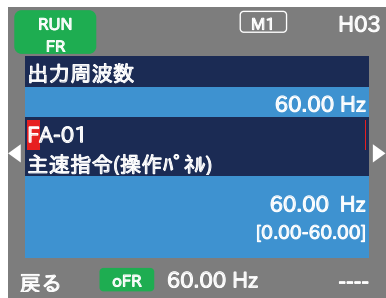 RUN M1 H03
FR
出力周波数
60.00 Hz
FA-01
主速指令(操作ﾊﾟﾈﾙ)
60.00 Hz
[0.00-60.00]
戻る oFR 60.00 Hz ----